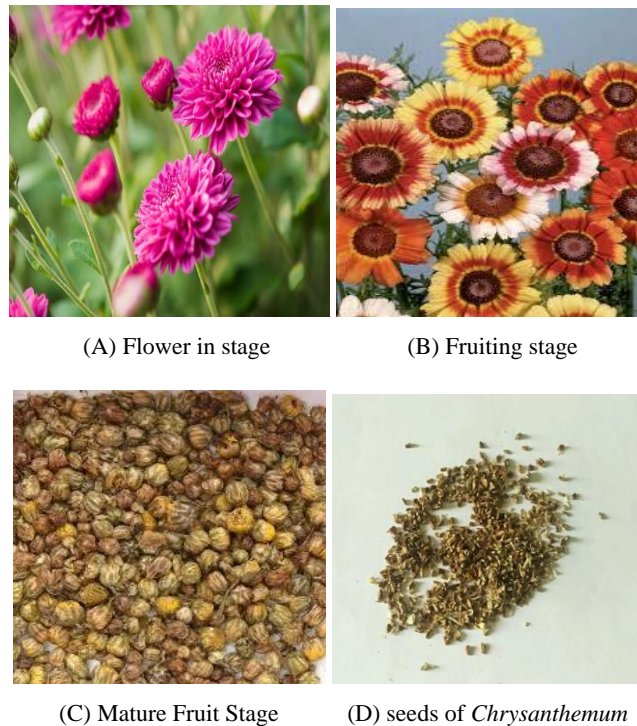 (A) Flower in stage
(B) Fruiting stage
(C) Mature Fruit Stage
(D) seeds of Chrysanthemum